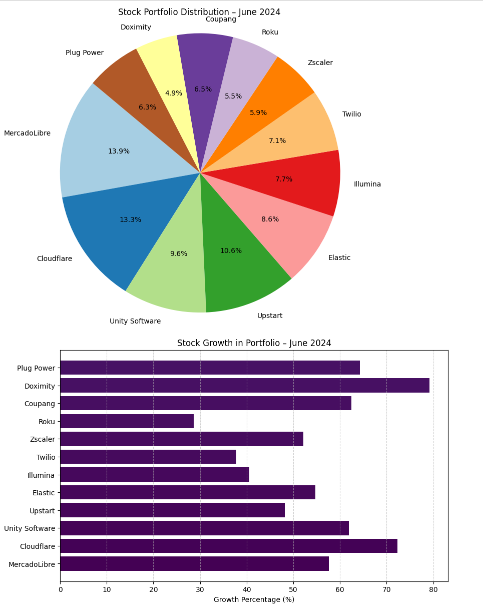 Stock Portfolio Distribution – June 2024
Coupang
Doximity
Roku
Plug Power
Zscaler
6.5%
4.9%
5.5%
6.3%
5.9%
Twilio
MercadoLibre
7.1%
13.9%
7.7%
Illumina
13.3%
8.6%
Cloudflare
9.6%
10.6%
Elastic
Unity Software
Upstart
Stock Growth in Portfolio – June 2024
Plug Power
Doximity
Coupang
Roku
Zscaler
Twilio
Illumina
Elastic
Upstart
Unity Software
Cloudflare
MercadoLibre
0 10 20 30 40 50 60 70 80
Growth Percentage (%)